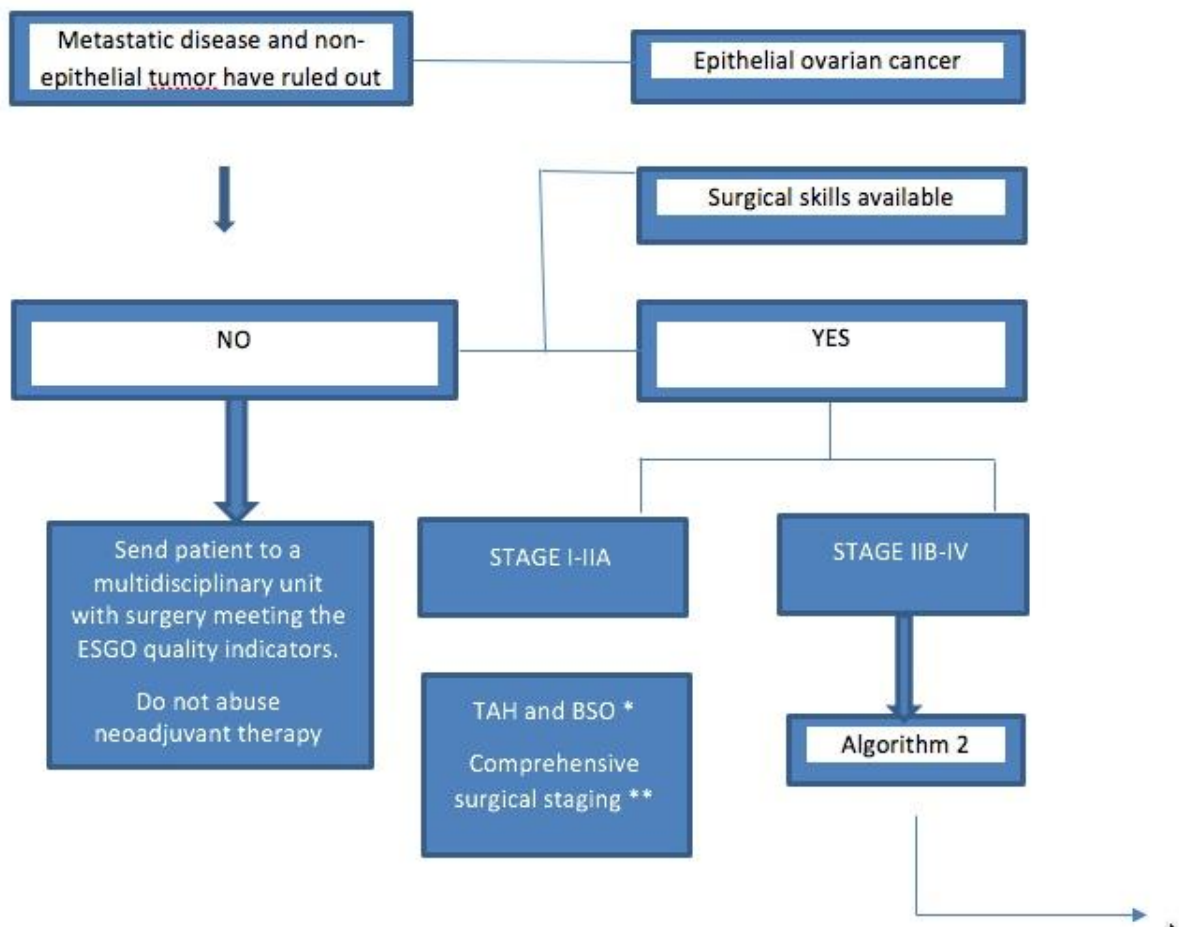 Metastatic disease and non-
epithelial tumor have ruled out
Epithelial ovarian cancer
Surgical skills available
NO
YES
Send patient to a
multidisciplinary unit
with surgery meeting the
ESGO quality indicators.
Do not abuse
neoadjuvant therapy
STAGE I-IIA
STAGE IIB-IV
TAH and BSO *
Comprehensive
surgical staging **
Algorithm 2